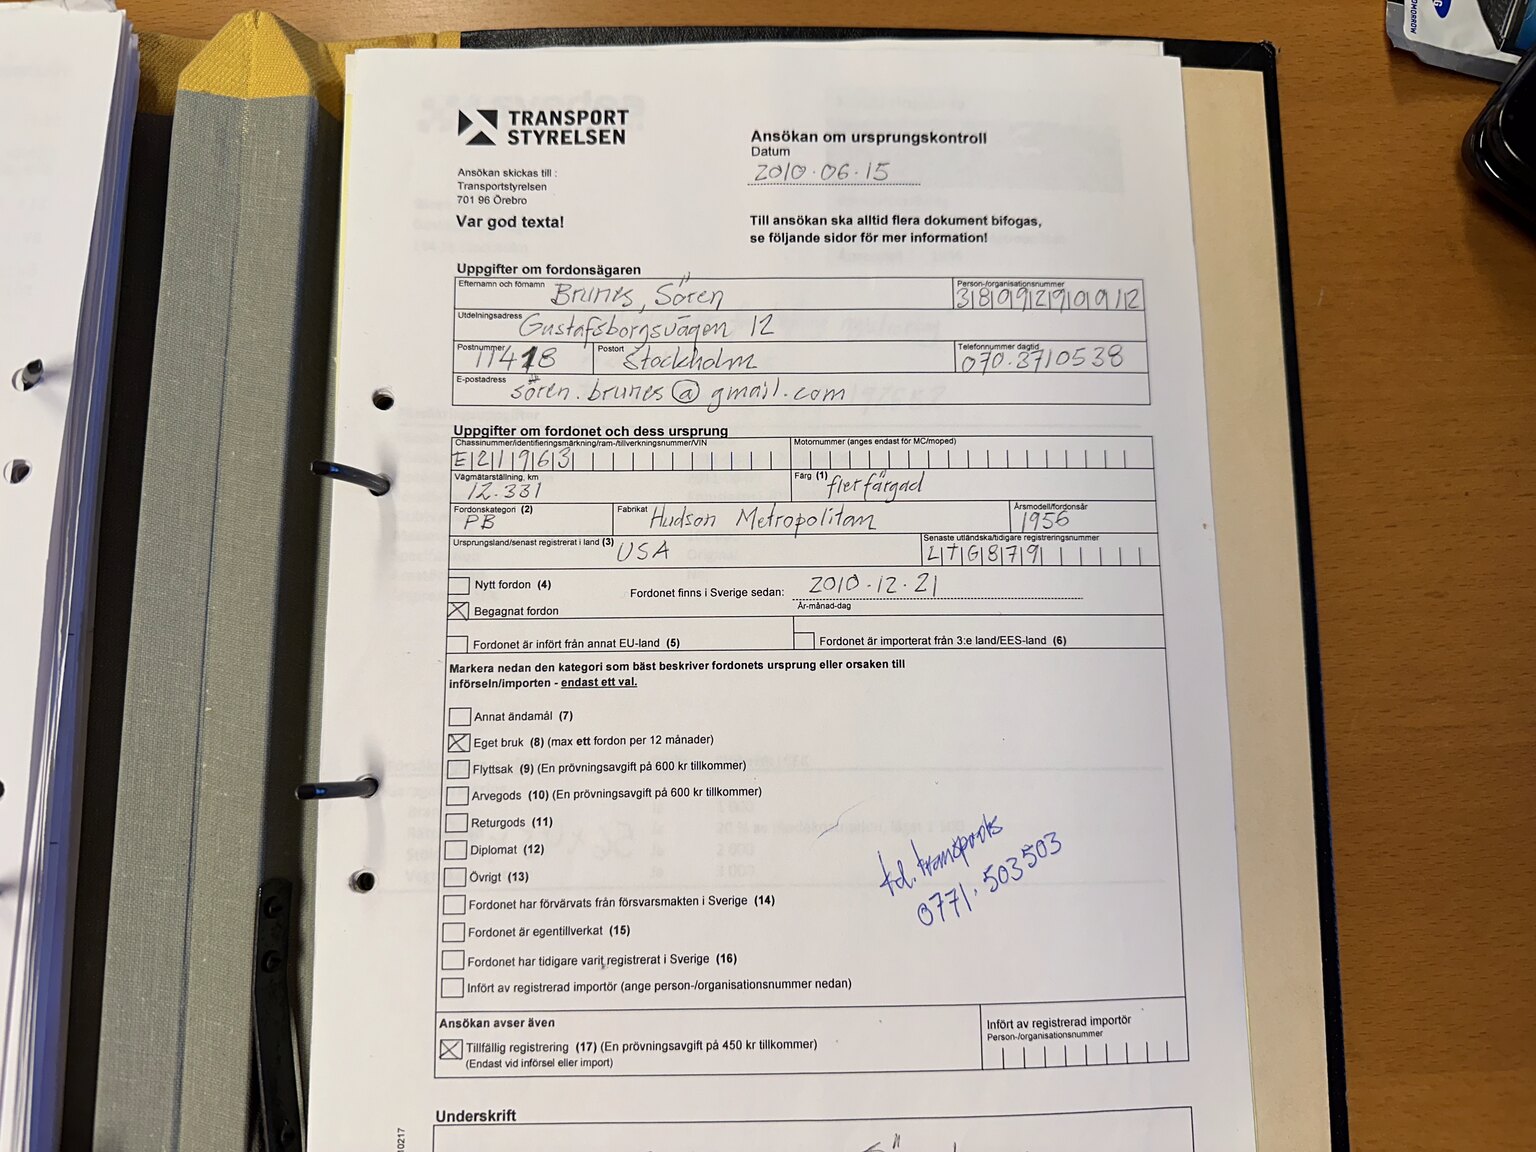 TRANSPORT
STYRELSEN
Ansökan om ursprungskontroll
Datum
2010.06.15
Ansökan skickas till :
Transportstyrelsen
701 96 Örebro
Var god texta!
Till ansökan ska alltid flera dokument bifogas,
se följande sidor för mer information!
Uppgifter om fordonsägaren
Efternamn och förnamn Brunes, Sören
Person-/organisationsnummer 3809290912
Utdelningsadress Gustafsborgsvägen 12
Postnummer 11418 Postort Stockholm Telefonnummer dagtid 070.3710538
E-postadress sören.brunes@gmail.com
Uppgifter om fordonet och dess ursprung
Chassinummer/identifieringsmärkning/ram-/tillverkningsnummer/VIN E21963
Motornummer (anges endast för MC/moped)
Vägmätarställning, km 12.331
Färg (1) flerfärgad
Fordonskategori (2) PB Fabrikat Hudson Metropolitan Årsmodell/fordonsår 1956
Ursprungsland/senast registrerat i land (3) USA Senaste utländska/tidigare registreringsnummer LTG879
Nytt fordon (4)
Fordonet finns i Sverige sedan: 2010.12.21
År-månad-dag
Begagnat fordon
Fordonet är infört från annat EU-land (5)
Fordonet är importerat från 3:e land/EES-land (6)
Markera nedan den kategori som bäst beskriver fordonets ursprung eller orsaken till
införseln/importen - endast ett val.
Annat ändamål (7)
Eget bruk (8) (max ett fordon per 12 månader)
Flyttsak (9) (En prövningsavgift på 600 kr tillkommer)
Arvegods (10) (En prövningsavgift på 600 kr tillkommer)
Returgods (11)
Diplomat (12)
Övrigt (13)
Fordonet har förvärvats från försvarsmakten i Sverige (14)
Fordonet är egentillverkat (15)
Fordonet har tidigare varit registrerat i Sverige (16)
Infört av registrerad importör (ange person-/organisationsnummer nedan)
0771.503503
Ansökan avser även
Tillfällig registrering (17) (En prövningsavgift på 450 kr tillkommer)
(Endast vid införsel eller import)
Infört av registrerad importör
Person-/organisationsnummer
Underskrift